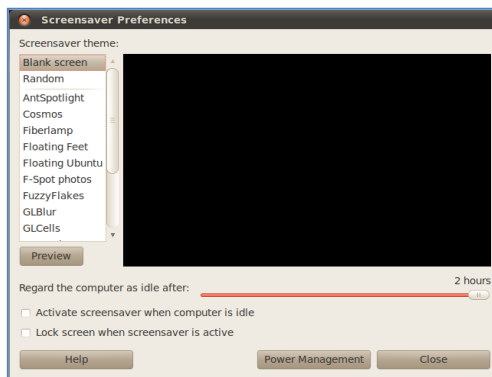 Screensaver Preferences
Screensaver theme:
Blank screen
Random
AntSpotlight
Cosmos
Fiberlamp
Floating Feet
Floating Ubuntu
F-Spot photos
FuzzyFlakes
GLBlur
GLCells
Preview
2 hours
Regard the computer as idle after:
Activate screensaver when computer is idle
Lock screen when screensaver is active
Help
Power Management
Close